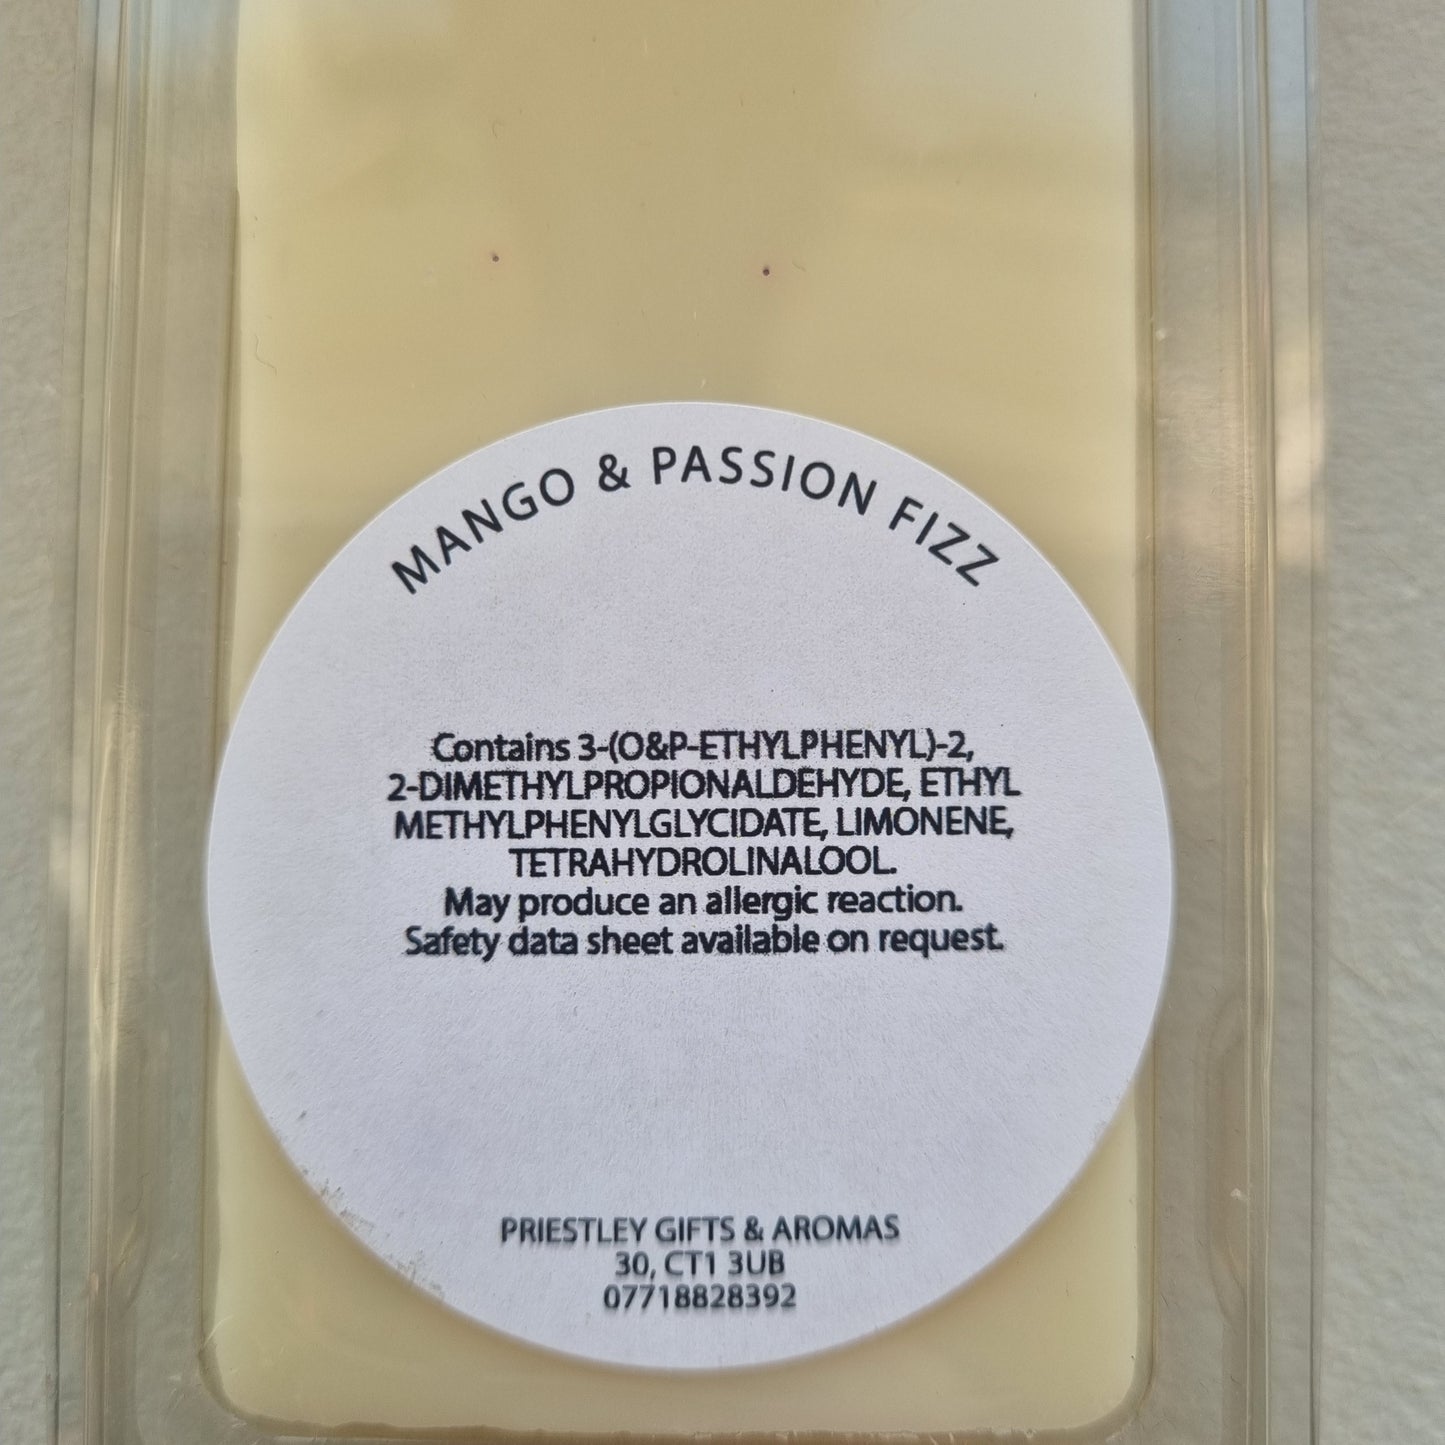 MANGO & PASSION FIZZ
Contains 3-(O&P-ETHYLPHENYL)-2,
2-DIMETHYLPROPIONALDEHYDE, ETHYL
METHYLPHENYLGLYCIDATE, LIMONENE,
TETRAHYDROLINALOOL.
May produce an allergic reaction.
Safety data sheet available on request.
PRIESTLEY GIFTS & AROMAS
30, CT1 3UB
07718828392